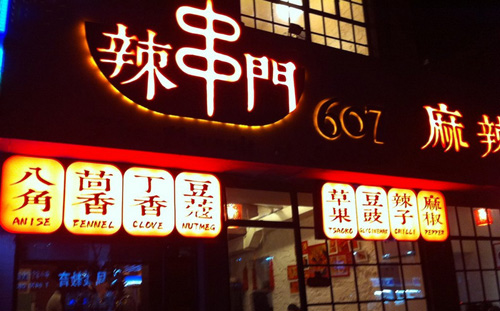 辣串門
607
麻辣
八角
ANISE
茴香
FENNEL
丁香
CLOVE
豆蔻
NUTMEG
草果
TSAOKO
豆豉
辣子
CHILLI
麻椒
PEPPER